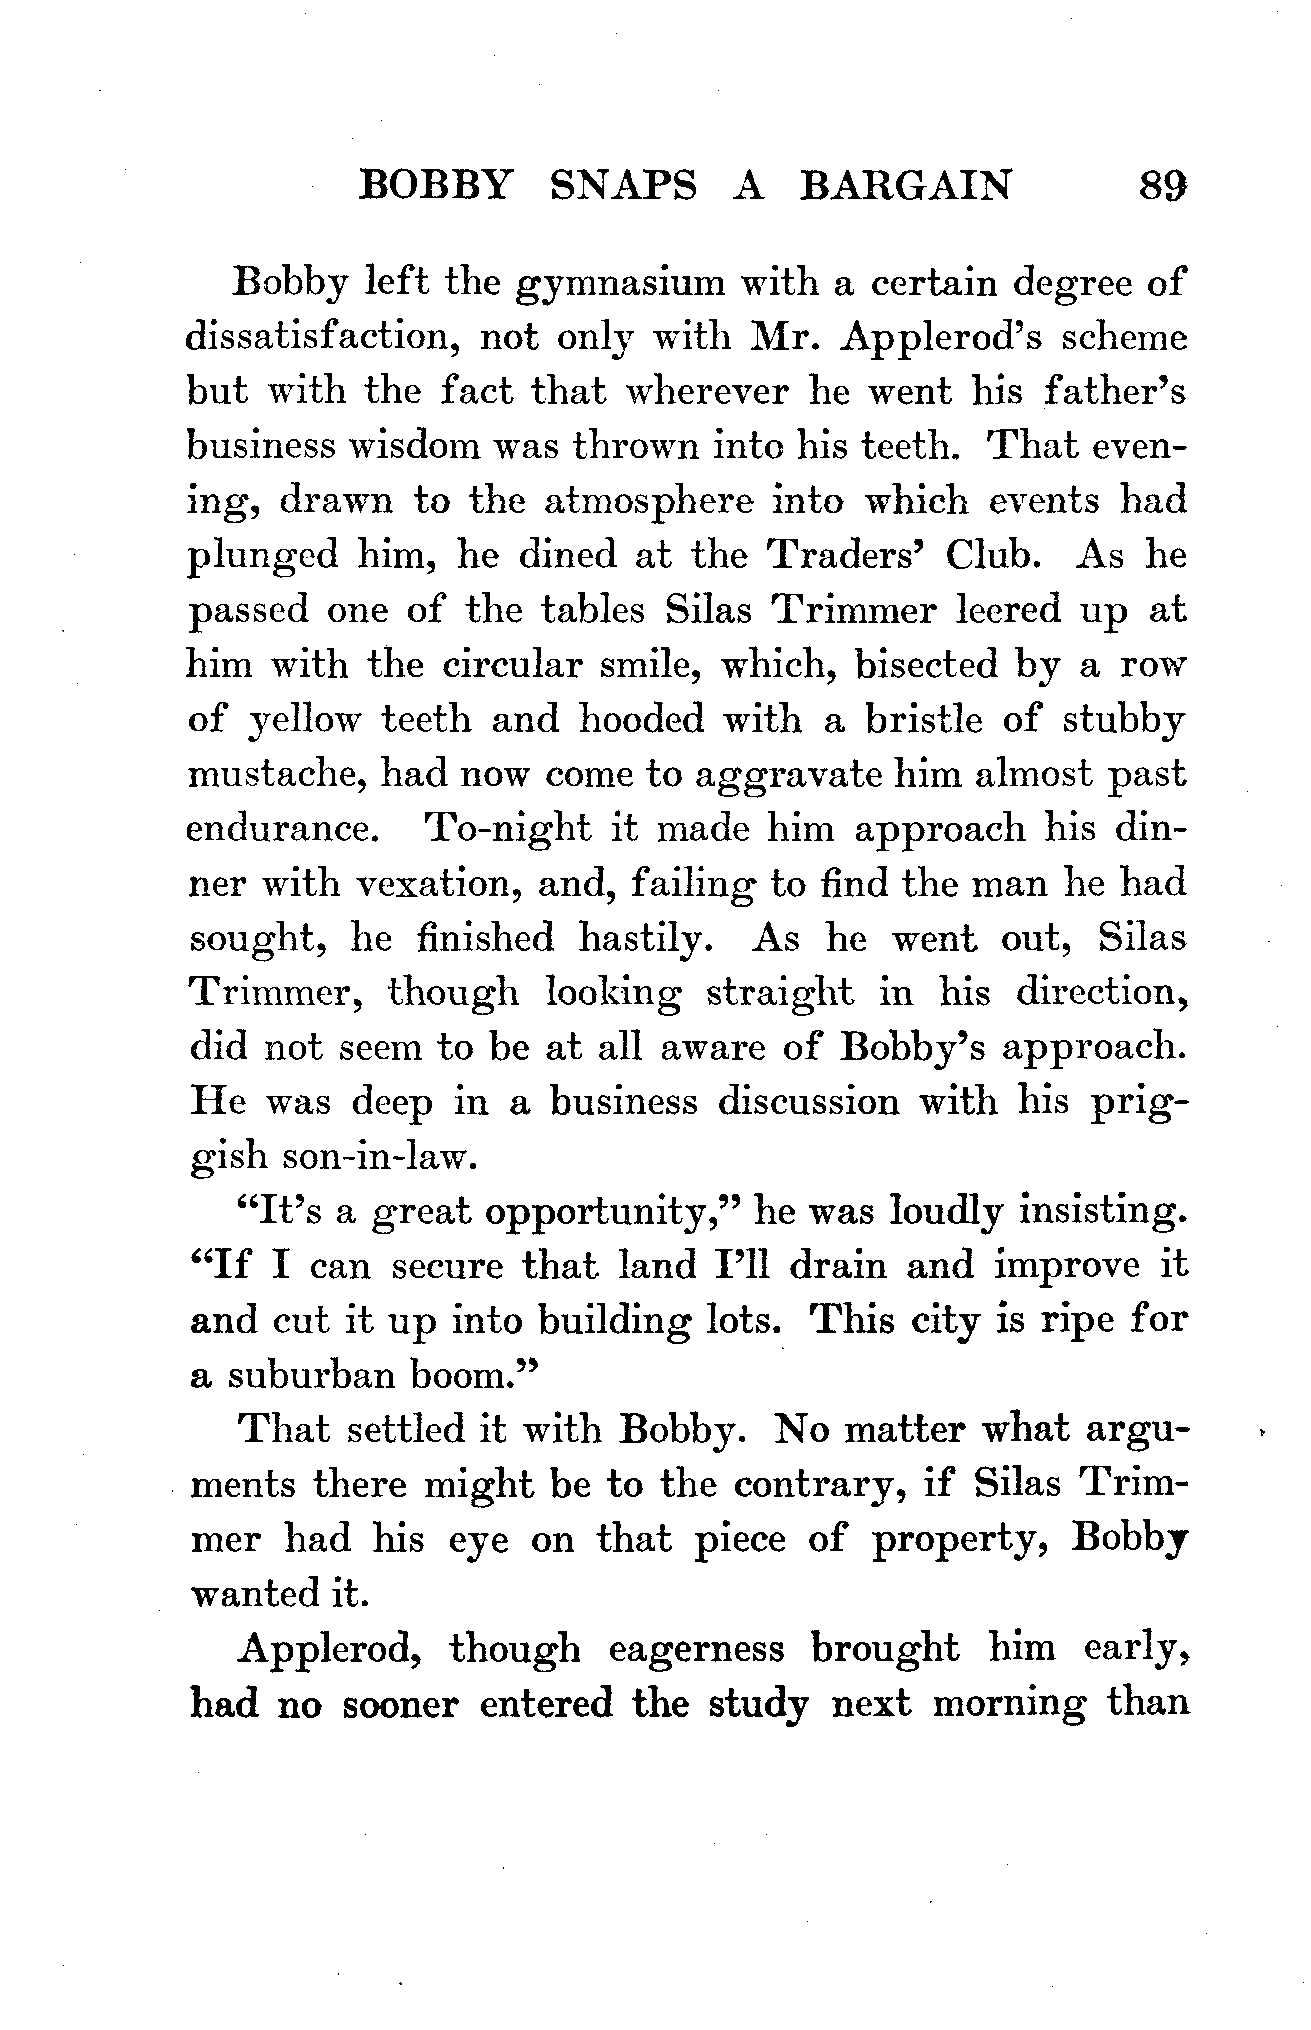 BOBBY SNAPS A BARGAIN 89
Bobby left the gymnasium with a certain degree of
dissatisfaction, not only with Mr. Applerod's scheme
but with the fact that wherever he went his father's
business wisdom was thrown into his teeth. That even-
ing, drawn to the atmosphere into which events had
plunged him, he dined at the Traders' Club. As he
passed one of the tables Silas Trimmer leered up at
him with the circular smile, which, bisected by a row
of yellow teeth and hooded with a bristle of stubby
mustache, had now come to aggravate him almost past
endurance. To-night it made him approach his din-
ner with vexation, and, failing to find the man he had
sought, he finished hastily. As he went out, Silas
Trimmer, though looking straight in his direction,
did not seem to be at all aware of Bobby's approach.
He was deep in a business discussion with his prig-
gish son-in-law.
"It's a great opportunity," he was loudly insisting.
"If I can secure that land I'll drain and improve it
and cut it up into building lots. This city is ripe for
a suburban boom."
That settled it with Bobby. No matter what argu-
ments there might be to the contrary, if Silas Trim-
mer had his eye on that piece of property, Bobby
wanted it.
Applerod, though eagerness brought him early,
had no sooner entered the study next morning than